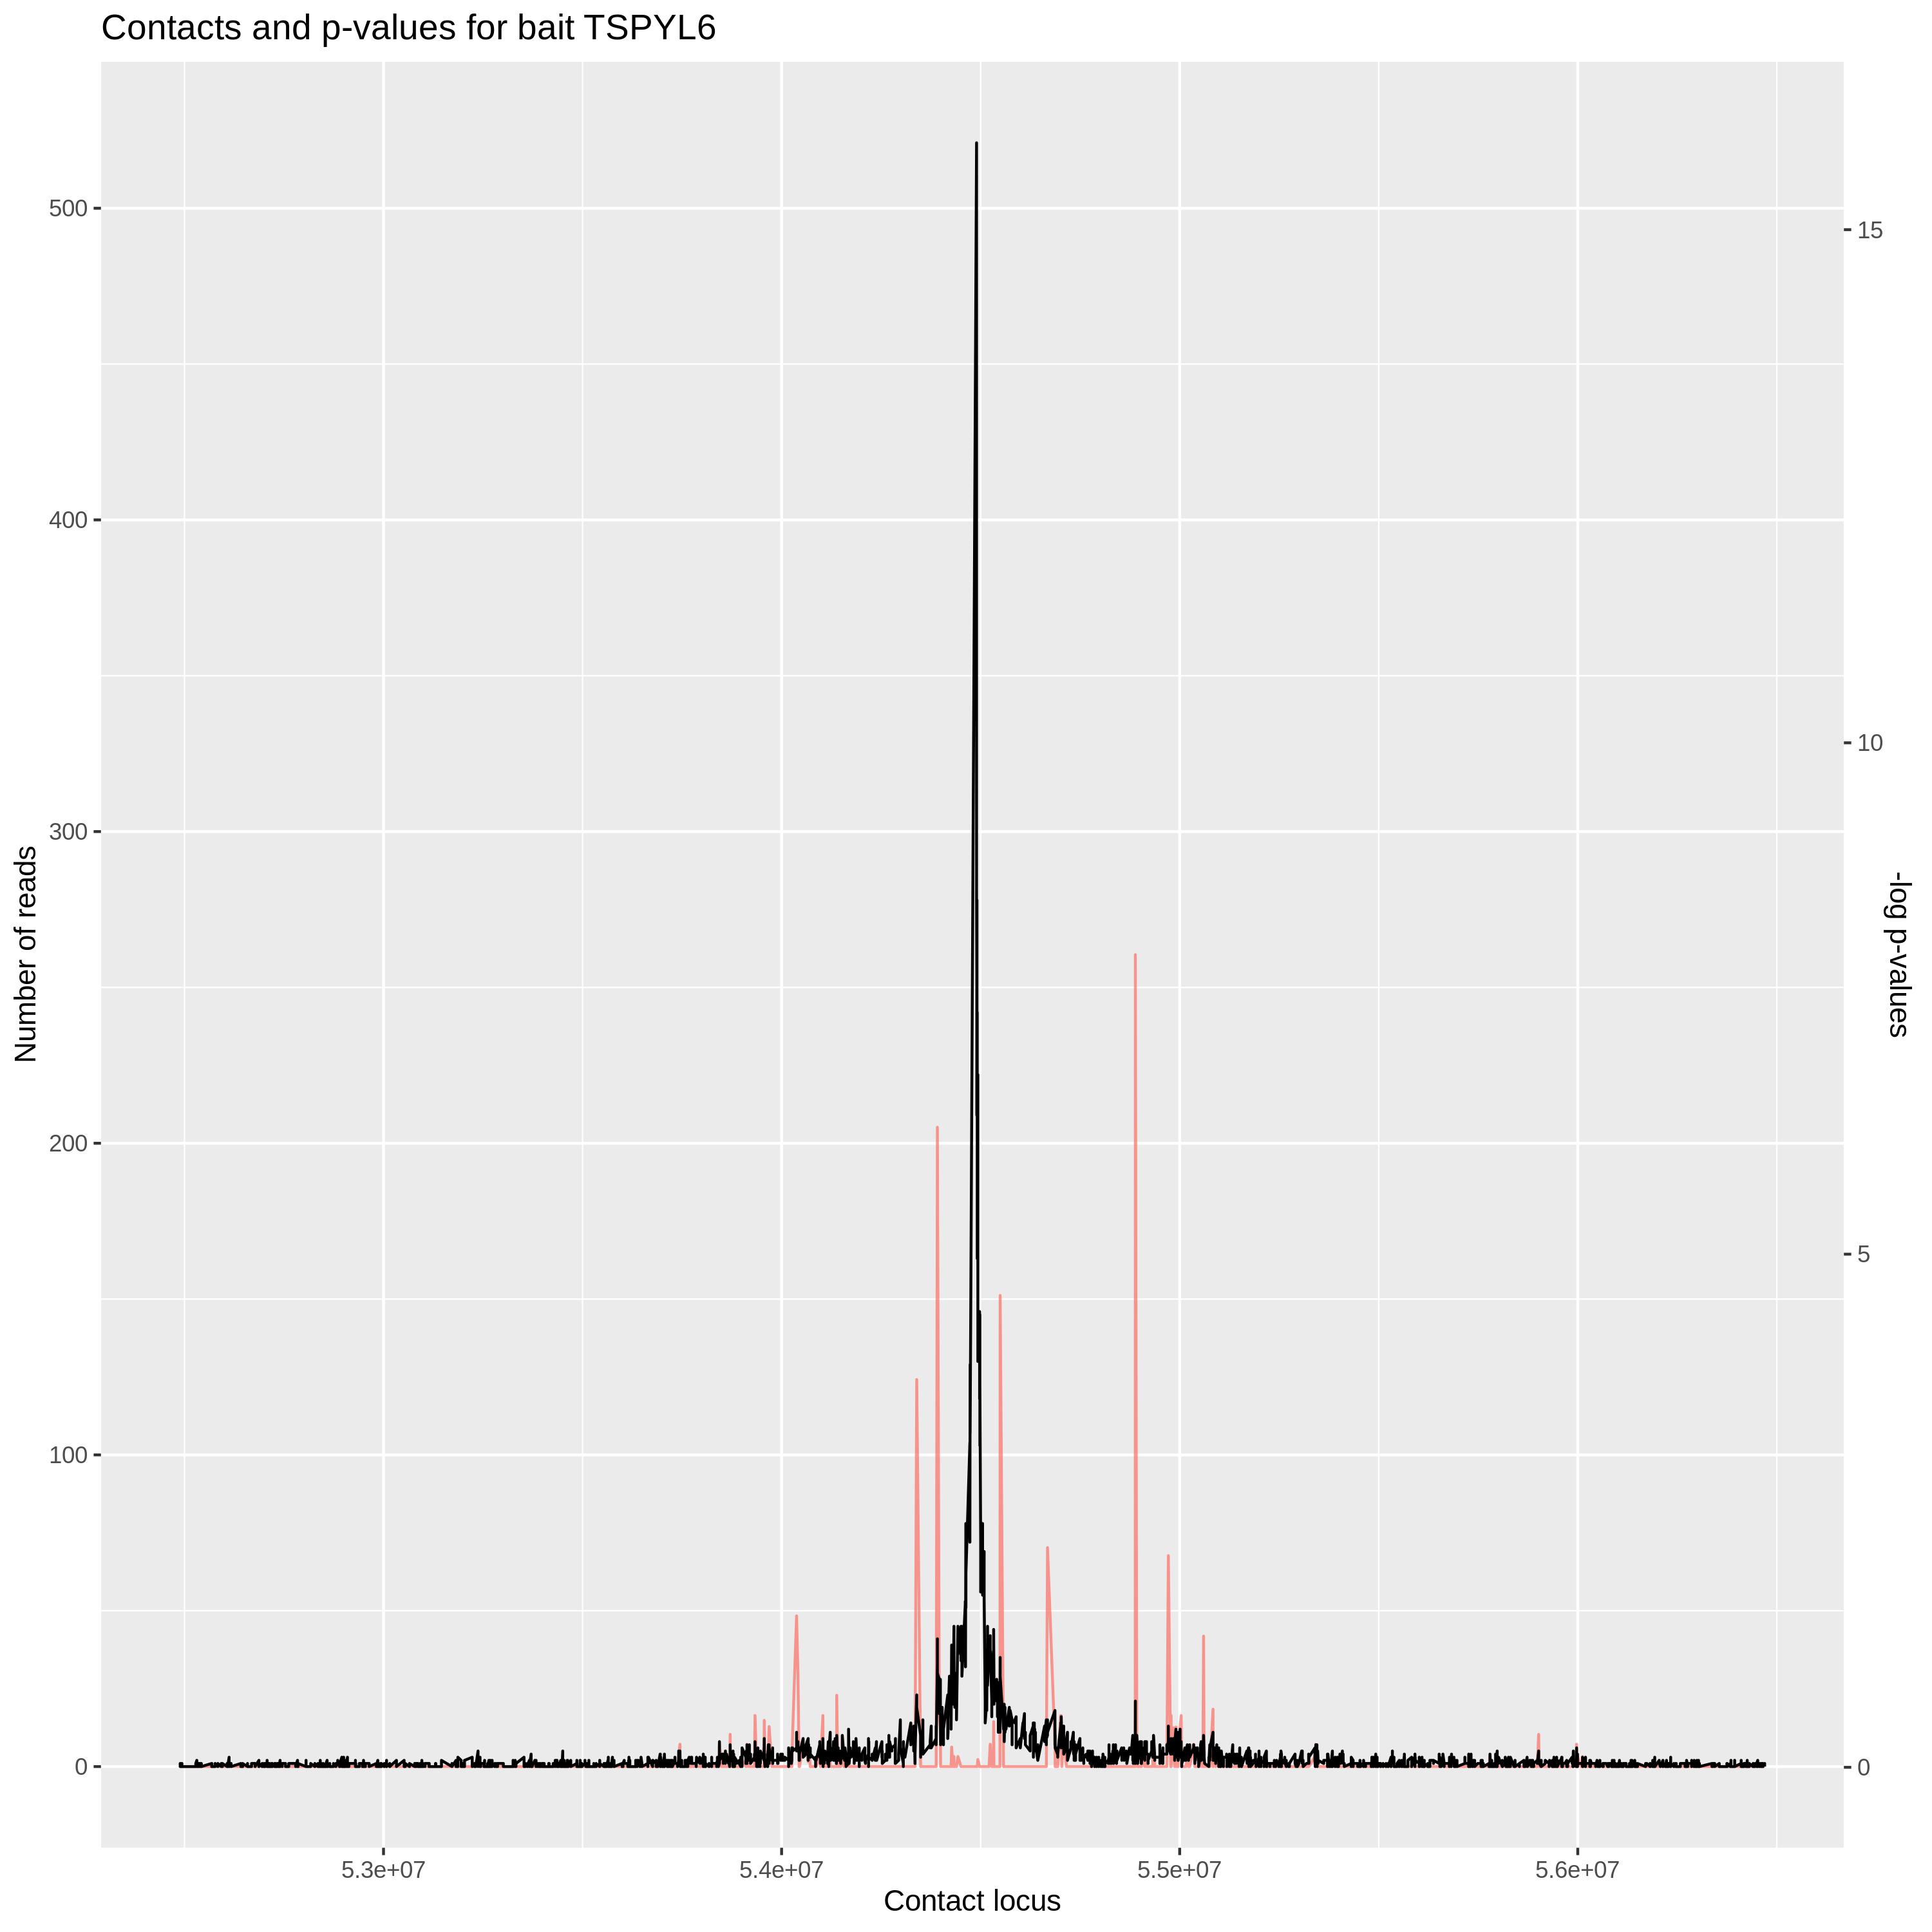 Contacts and p-values for bait TSPYL6
500
400
300
200
100
0
Number of reads
15
10
5
0
-log p-values
5.3e+07
5.4e+07
5.5e+07
5.6e+07
Contact locus